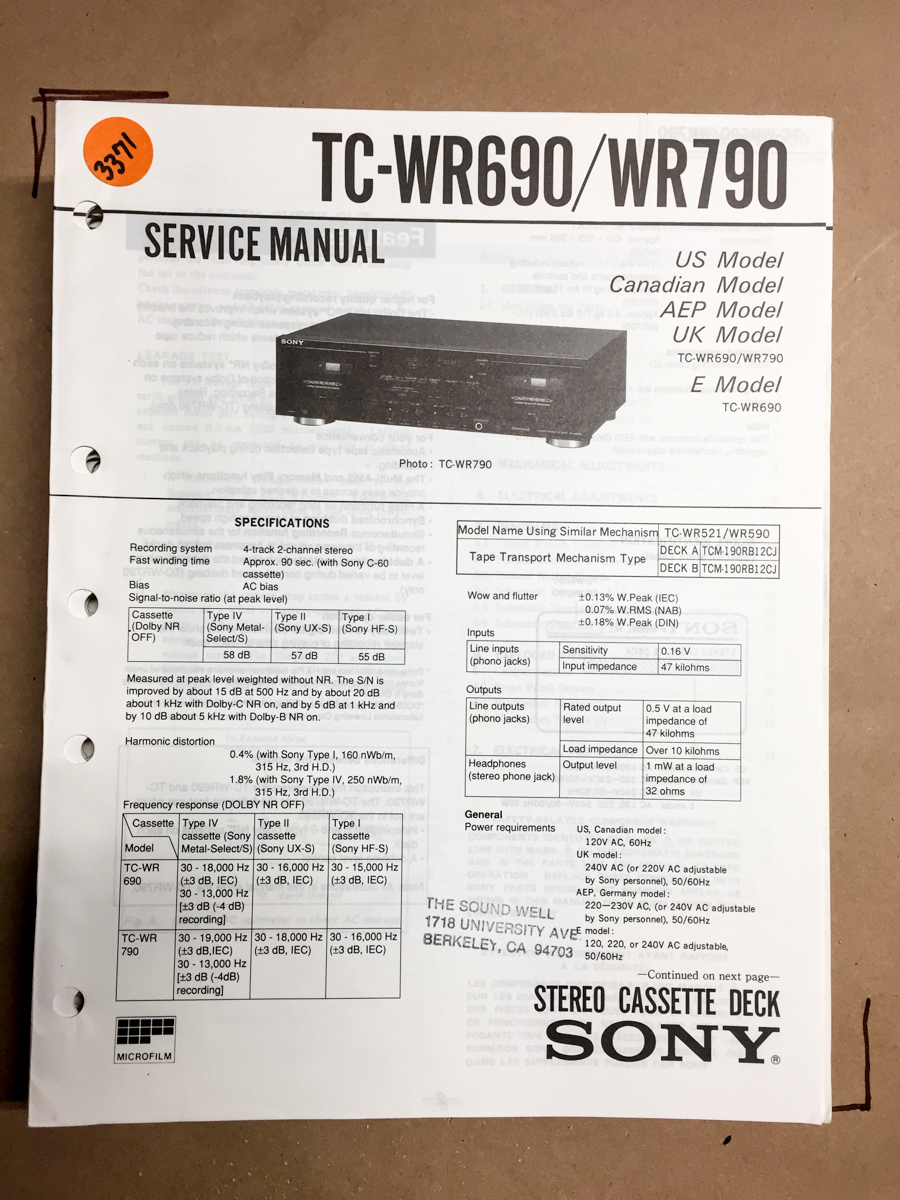 3371
TC-WR690/WR790
SERVICE MANUAL
US Model
Canadian Model
AEP Model
UK Model
TC-WR690/WR790
E Model
TC-WR690
SONY
Photo : TC-WR790
SPECIFICATIONS
Recording system 4-track 2-channel stereo
Fast winding time Approx. 90 sec. (with Sony C-60
cassette)
Bias AC bias
Signal-to-noise ratio (at peak level)
Cassette Type IV Type II Type I
(Dolby NR (Sony Metal- (Sony UX-S) (Sony HF-S)
OFF) Select/S)
58 dB 57 dB 55 dB
Measured at peak level weighted without NR. The S/N is
improved by about 15 dB at 500 Hz and by about 20 dB
about 1 kHz with Dolby-C NR on, and by 5 dB at 1 kHz and
by 10 dB about 5 kHz with Dolby-B NR on.
Harmonic distortion
0.4% (with Sony Type I, 160 nWb/m,
315 Hz, 3rd H.D.)
1.8% (with Sony Type IV, 250 nWb/m,
315 Hz, 3rd H.D.)
Frequency response (DOLBY NR OFF)
Cassette Type IV Type II Type I
cassette (Sony cassette cassette
Model Metal-Select/S) (Sony UX-S) (Sony HF-S)
TC-WR 30 - 18,000 Hz 30 - 16,000 Hz 30 - 15,000 Hz
690 (±3 dB, IEC) (±3 dB, IEC) (±3 dB, IEC)
30 - 13,000 Hz
[±3 dB (-4 dB)
recording]
TC-WR 30 - 19,000 Hz 30 - 18,000 Hz 30 - 16,000 Hz
790 (±3 dB,IEC) (±3 dB, IEC) (±3 dB, IEC)
30 - 13,000 Hz
[±3 dB (-4dB)
recording]
MICROFILM
Model Name Using Similar Mechanism TC-WR521/WR590
Tape Transport Mechanism Type DECK A TCM-190RB12CJ
DECK B TCM-190RB12CJ
Wow and flutter ±0.13% W.Peak (IEC)
0.07% W.RMS (NAB)
±0.18% W.Peak (DIN)
Inputs
Line inputs Sensitivity 0.16 V
(phono jacks) Input impedance 47 kilohms
Outputs
Line outputs Rated output 0.5 V at a load
(phono jacks) level impedance of
47 kilohms
Load impedance Over 10 kilohms
Headphones Output level 1 mW at a load
(stereo phone jack) impedance of
32 ohms
General
Power requirements US, Canadian model :
120V AC, 60Hz
UK model :
240V AC (or 220V AC adjustable
by Sony personnel), 50/60Hz
AEP, Germany model :
220—230V AC, (or 240V AC adjustable
by Sony personnel), 50/60Hz
E model :
120, 220, or 240V AC adjustable,
50/60Hz
THE SOUND WELL
1718 UNIVERSITY AVE.
BERKELEY, CA 94703
—Continued on next page—
STEREO CASSETTE DECK
SONY®